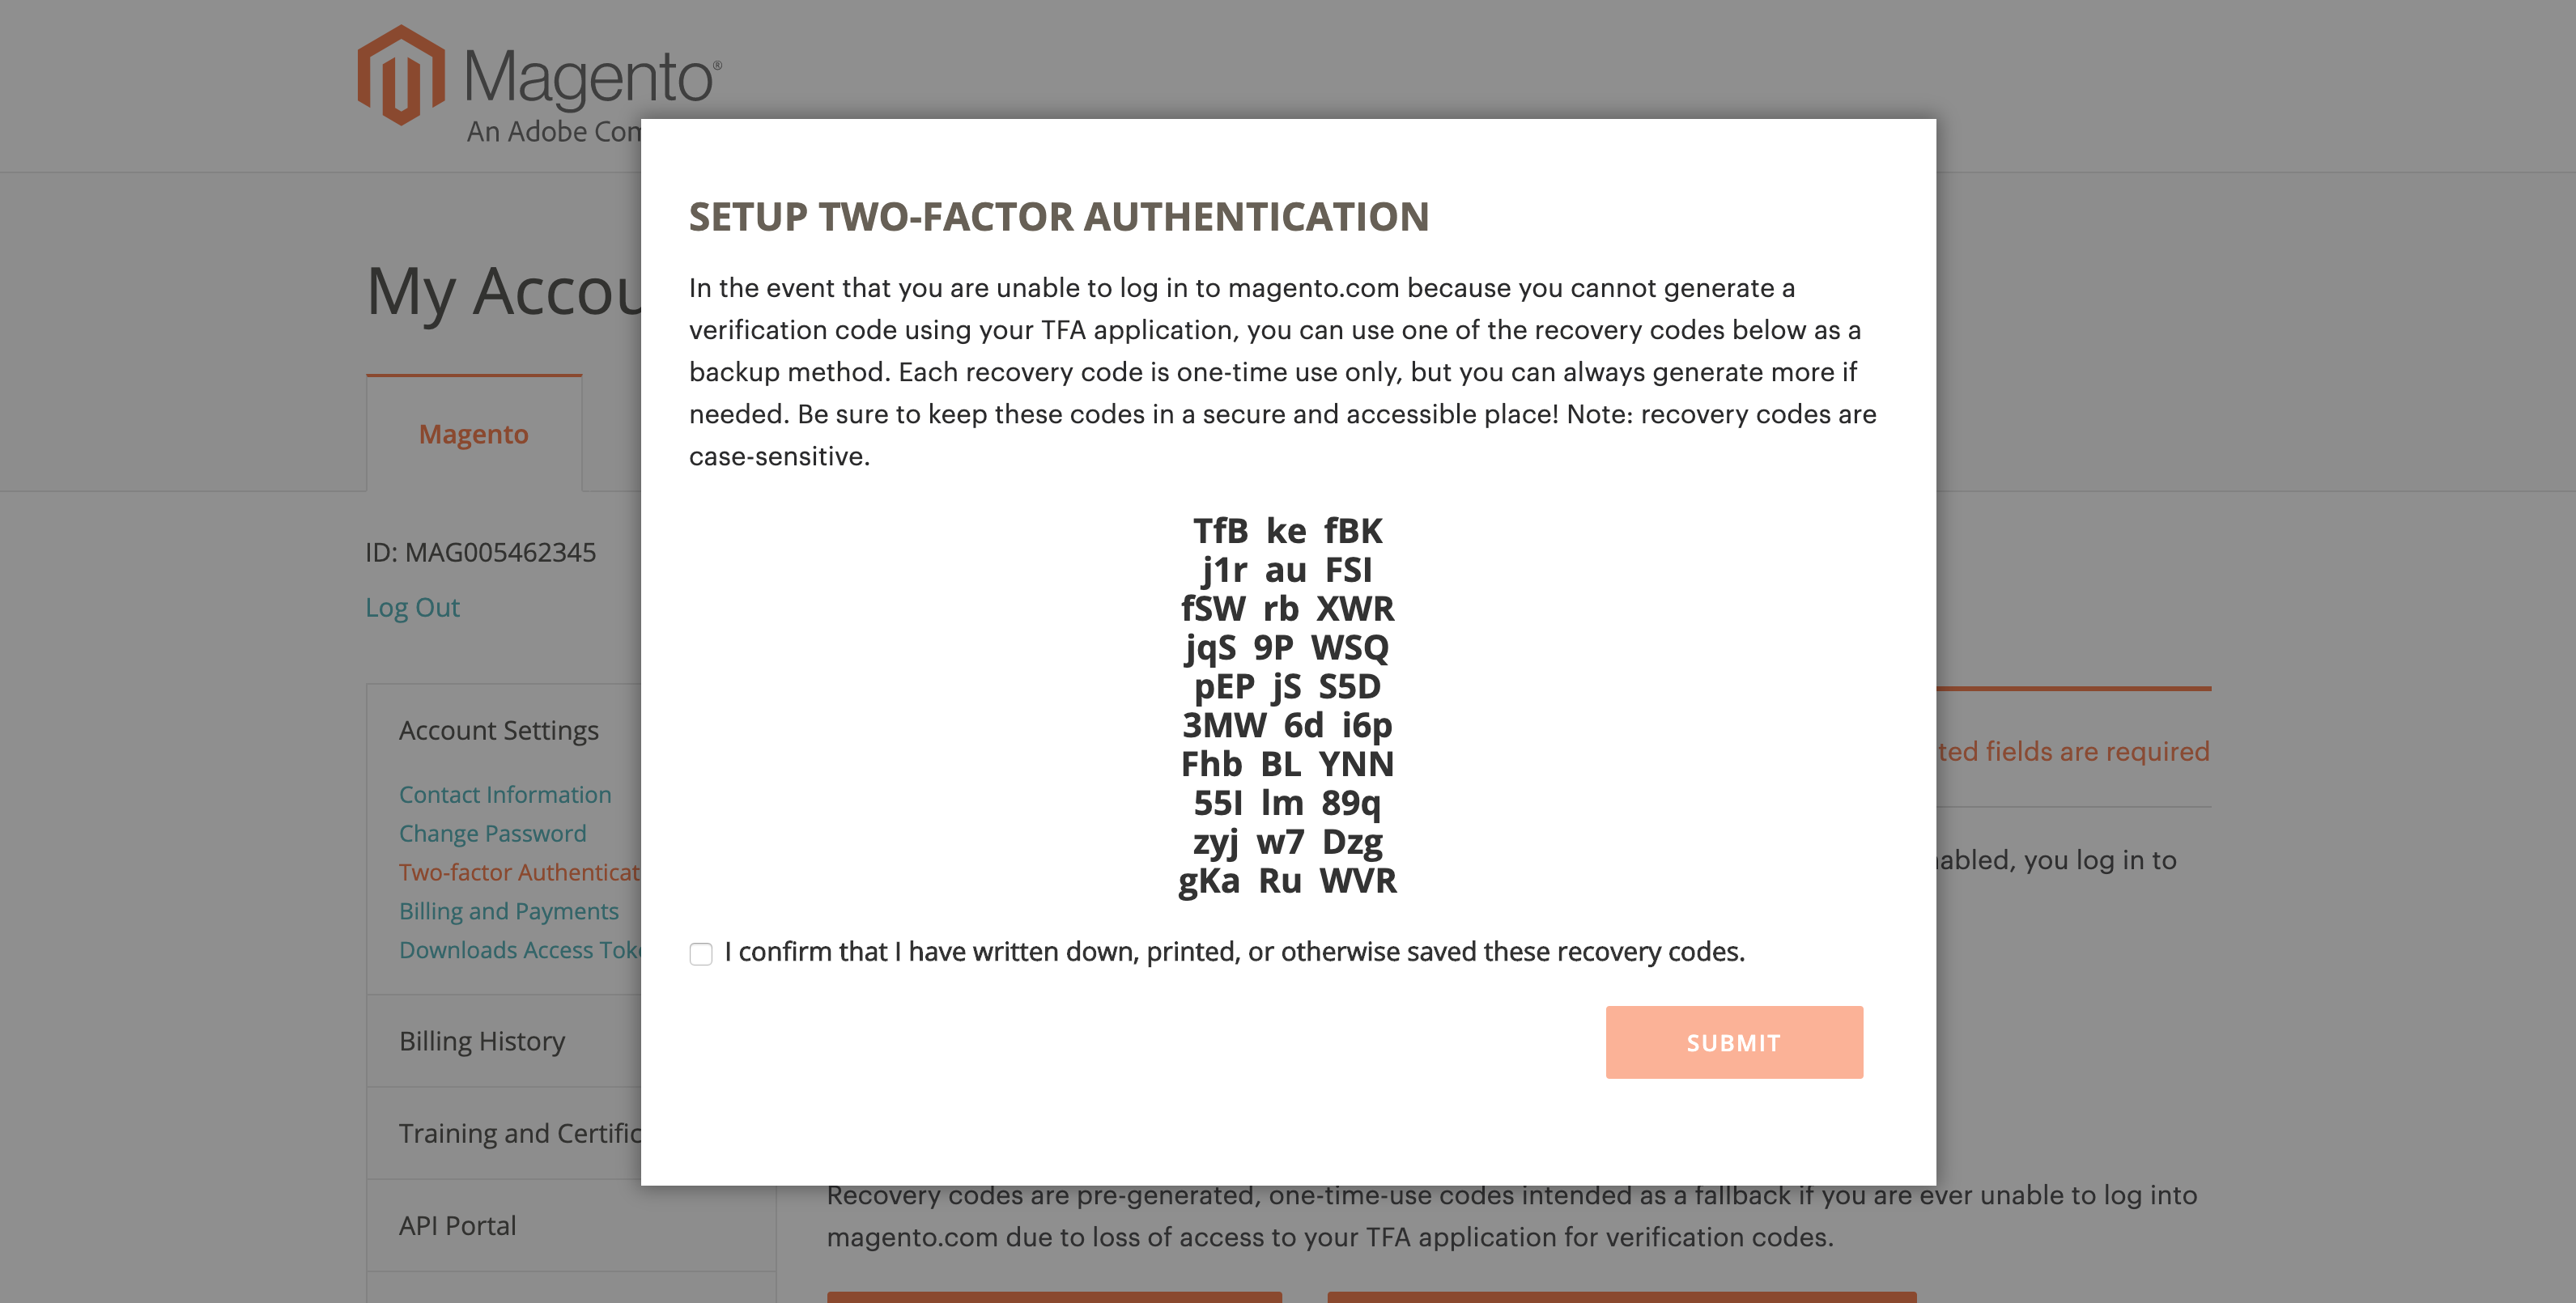 Magento®
An Adobe Com
SETUP TWO-FACTOR AUTHENTICATION
In the event that you are unable to log in to magento.com because you cannot generate a
verification code using your TFA application, you can use one of the recovery codes below as a
backup method. Each recovery code is one-time use only, but you can always generate more if
needed. Be sure to keep these codes in a secure and accessible place! Note: recovery codes are
case-sensitive.
TfB ke fBK
j1r au FSI
fSW rb XWR
jqS 9P WSQ
pEP jS S5D
3MW 6d i6p
Fhb BL YNN
55I lm 89q
zyj w7 Dzg
gKa Ru WVR
I confirm that I have written down, printed, or otherwise saved these recovery codes.
SUBMIT
My Accou
Magento
ID: MAG005462345
Log Out
Account Settings
Contact Information
Change Password
Two-factor Authenticat
Billing and Payments
Downloads Access Tok
Billing History
Training and Certific
API Portal
ted fields are required
abled, you log in to
Recovery codes are pre-generated, one-time-use codes intended as a fallback if you are ever unable to log into
magento.com due to loss of access to your TFA application for verification codes.